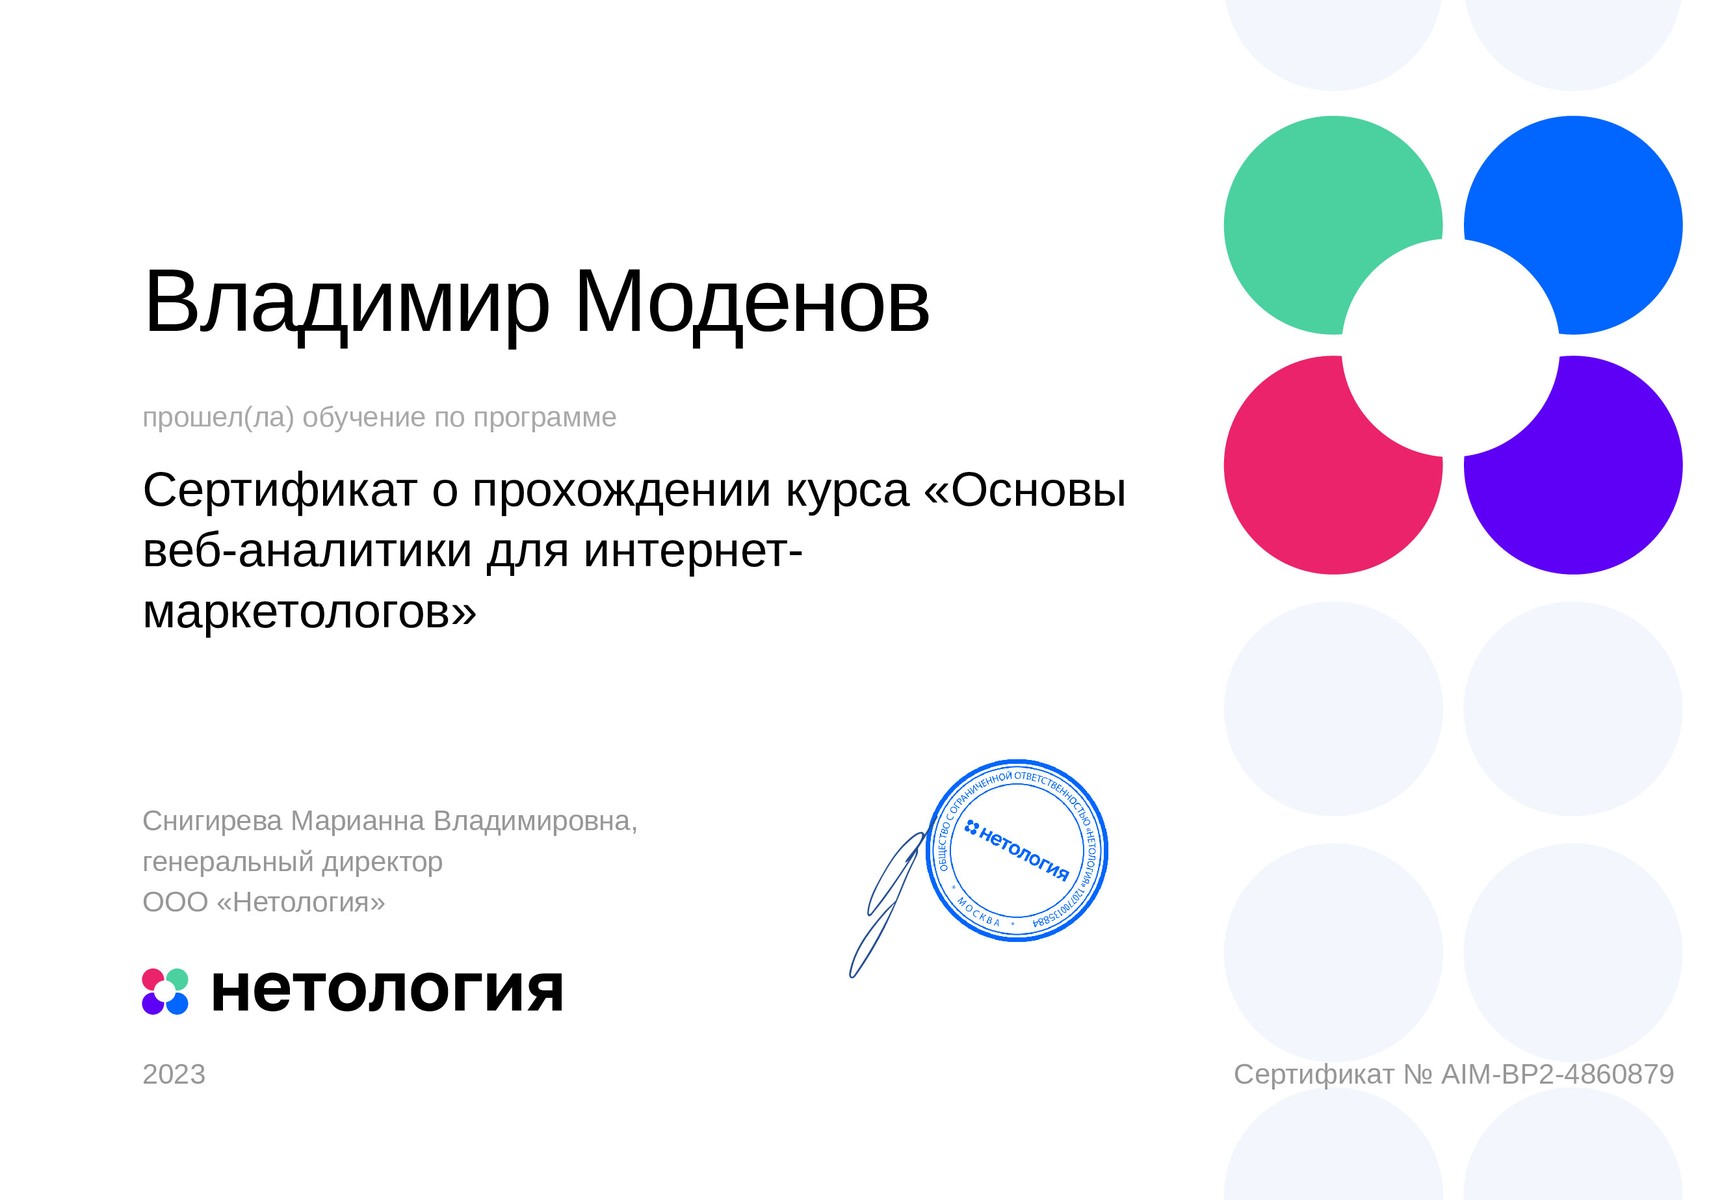 Владимир Моденов
прошел(ла) обучение по программе
Сертификат о прохождении курса «Основы
веб-аналитики для интернет-
маркетологов»
Снигирева Марианна Владимировна,
генеральный директор
ООО «Нетология»
ОБЩЕСТВО С ОГРАНИЧЕННОЙ ОТВЕТСТВЕННОСТЬЮ «НЕТОЛОГИЯ» 1207700135884
* МОСКВА *
нетология
нетология
2023
Сертификат № AIM-BP2-4860879